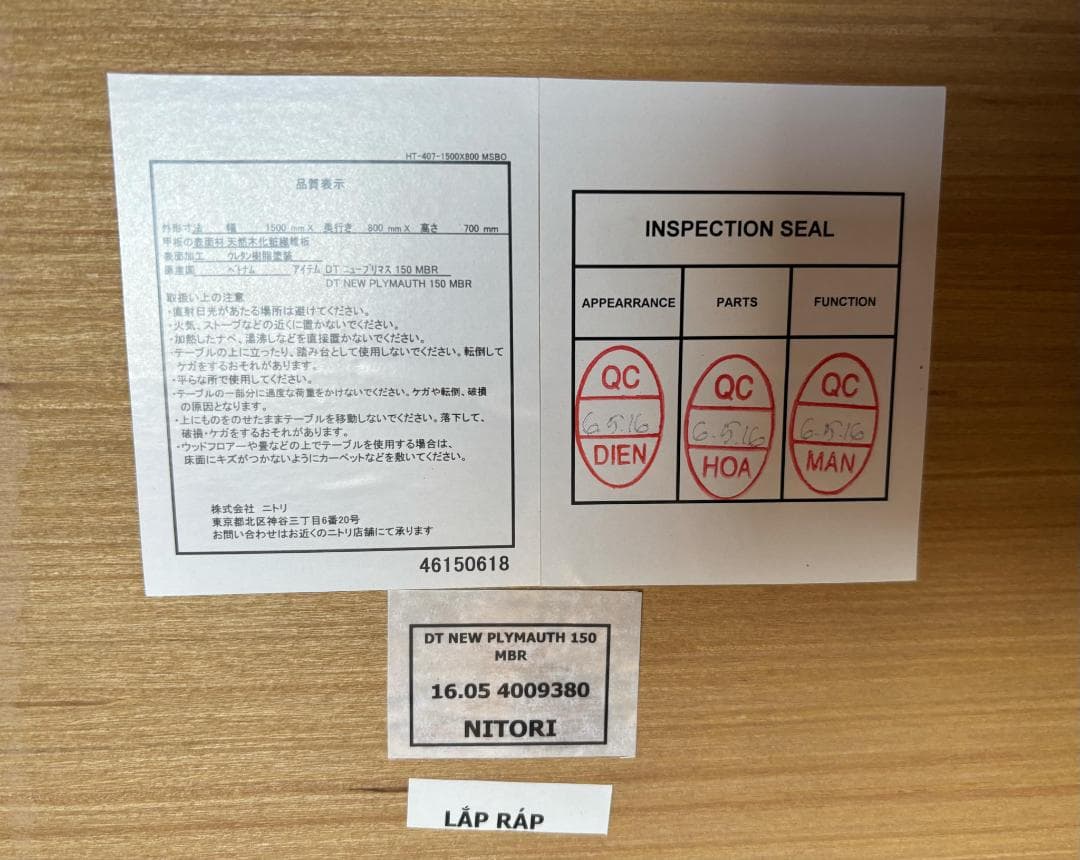 HT-407-1500X800 MSBO
品質表示
外形寸法 幅 1500 mm X 奥行き 800 mm X 高さ 700 mm
甲板の表面材 天然木化粧繊維板
表面加工 ウレタン樹脂塗装
原産国 ベトナム アイテム DT ニュープリマス 150 MBR
DT NEW PLYMAUTH 150 MBR
取扱い上の注意
・直射日光があたる場所は避けてください。
・火気、ストーブなどの近くに置かないでください。
・加熱したナベ、湯沸しなどを直接置かないでください。
・テーブルの上に立ったり、踏み台として使用しないでください。転倒して
ケガをするおそれがあります。
・平らな所で使用してください。
・テーブルの一部分に過度な荷重をかけないでください。ケガや転倒、破損
の原因となります。
・上にものをのせたままテーブルを移動しないでください。落下して、
破損・ケガをするおそれがあります。
・ウッドフロアーや畳などの上でテーブルを使用する場合は、
床面にキズがつかないようにカーペットなどを敷いてください。
株式会社 ニトリ
東京都北区神谷三丁目6番20号
お問い合わせはお近くのニトリ店舗にて承ります
46150618
INSPECTION SEAL
APPEARRANCE PARTS FUNCTION
QC QC QC
6.5.16 6.5.16 6.5.16
DIEN HOA MÂN
DT NEW PLYMAUTH 150
MBR
16.05 4009380
NITORI
LẮP RÁP